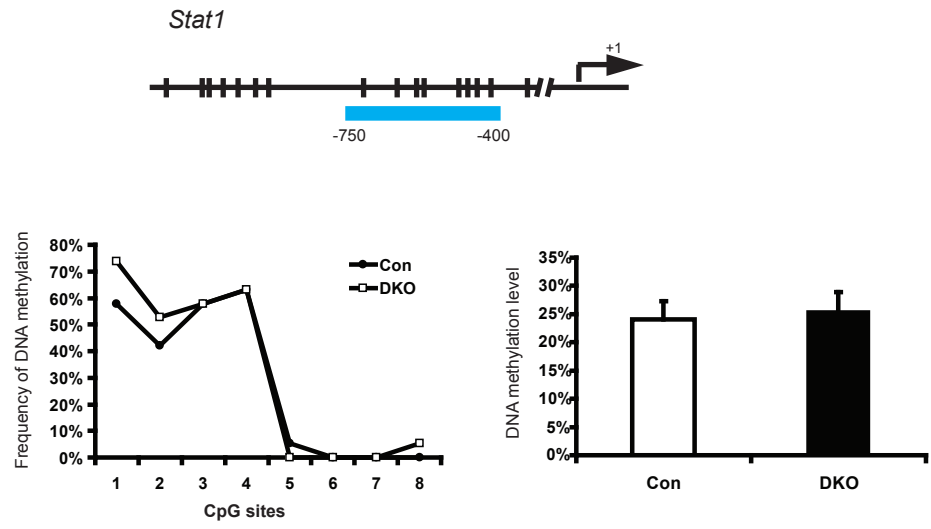 Stat1
+1
-750
-400
Frequency of DNA methylation
80%
70%
60%
50%
40%
30%
20%
10%
0%
1 2 3 4 5 6 7 8
CpG sites
Con
DKO
DNA methylation level
35%
30%
25%
20%
15%
10%
5%
0%
Con DKO